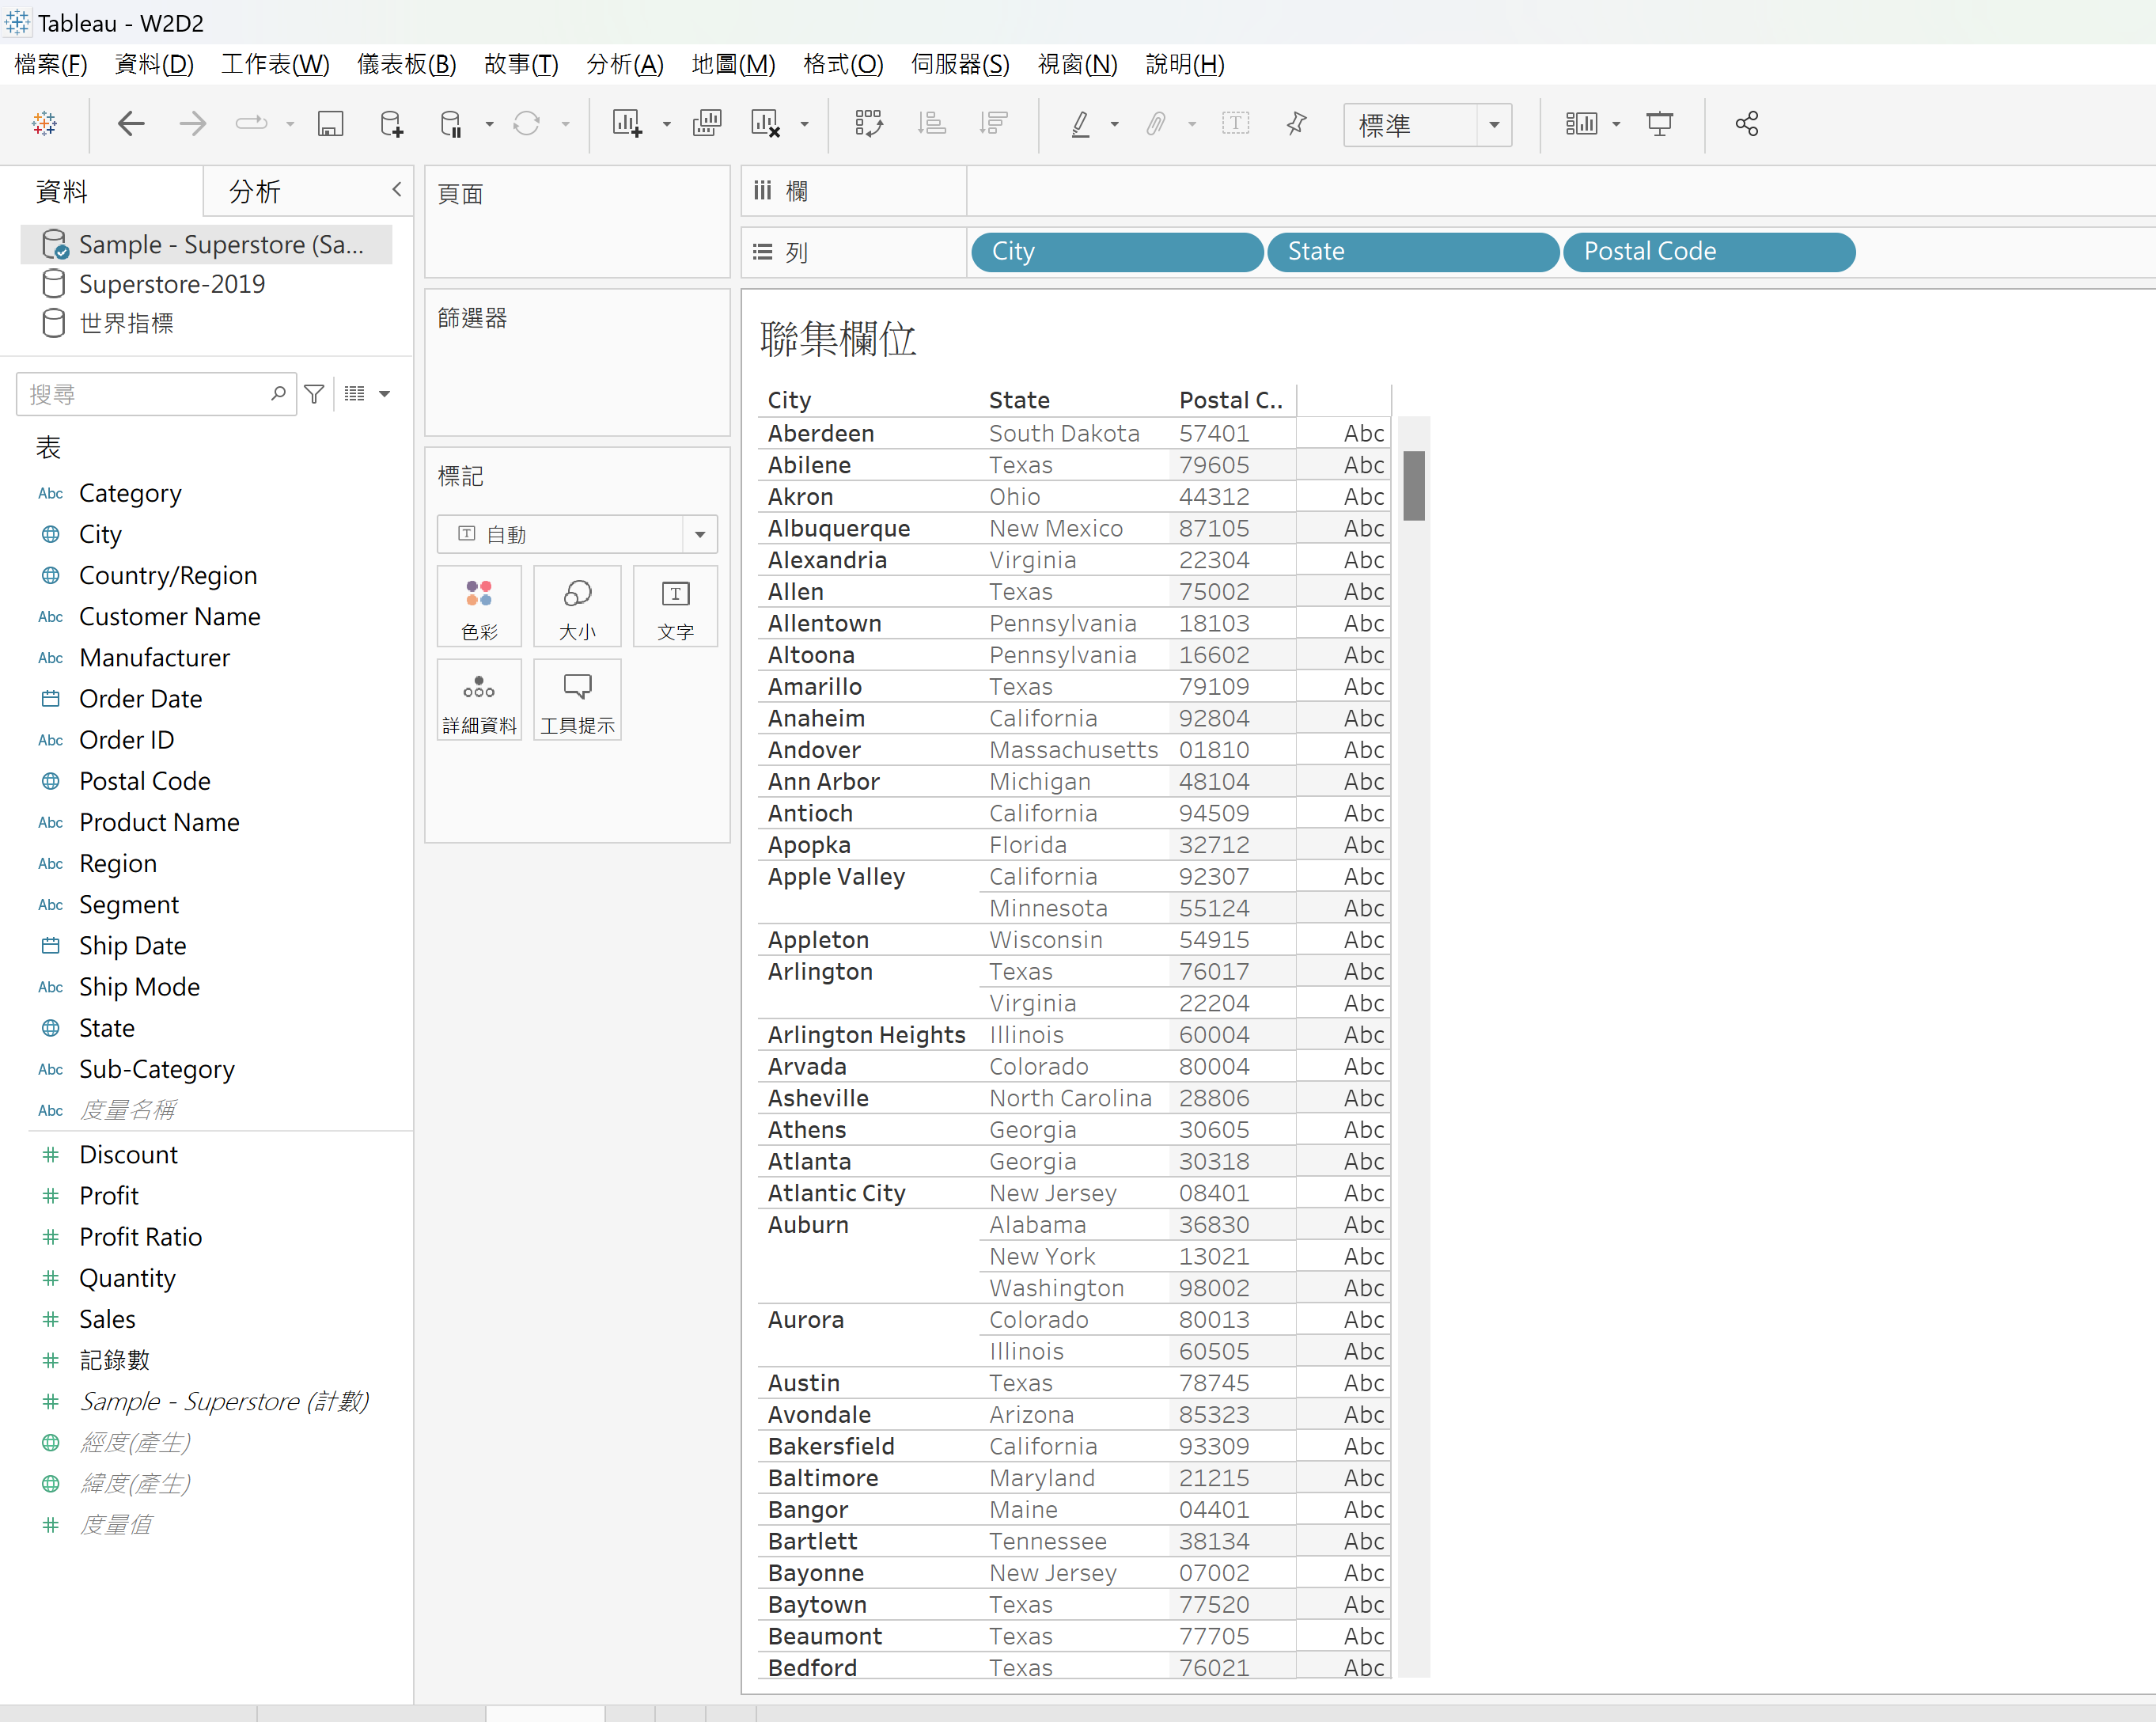 Tableau - W2D2
檔案(F) 資料(D) 工作表(W) 儀表板(B) 故事(T) 分析(A) 地圖(M) 格式(O) 伺服器(S) 視窗(N) 說明(H)
標準
資料 分析
Sample - Superstore (Sa...
Superstore-2019
世界指標
搜尋
表
Abc Category
City
Country/Region
Abc Customer Name
Abc Manufacturer
Order Date
Abc Order ID
Postal Code
Abc Product Name
Abc Region
Abc Segment
Ship Date
Abc Ship Mode
State
Abc Sub-Category
Abc 度量名稱
# Discount
# Profit
# Profit Ratio
# Quantity
# Sales
# 記錄數
# Sample - Superstore (計數)
經度(產生)
緯度(產生)
# 度量值
頁面
篩選器
標記
T 自動
色彩 大小 T 文字
詳細資料 工具提示
欄
列 City State Postal Code
聯集欄位
City State Postal C..
Aberdeen South Dakota 57401 Abc
Abilene Texas 79605 Abc
Akron Ohio 44312 Abc
Albuquerque New Mexico 87105 Abc
Alexandria Virginia 22304 Abc
Allen Texas 75002 Abc
Allentown Pennsylvania 18103 Abc
Altoona Pennsylvania 16602 Abc
Amarillo Texas 79109 Abc
Anaheim California 92804 Abc
Andover Massachusetts 01810 Abc
Ann Arbor Michigan 48104 Abc
Antioch California 94509 Abc
Apopka Florida 32712 Abc
Apple Valley California 92307 Abc
Minnesota 55124 Abc
Appleton Wisconsin 54915 Abc
Arlington Texas 76017 Abc
Virginia 22204 Abc
Arlington Heights Illinois 60004 Abc
Arvada Colorado 80004 Abc
Asheville North Carolina 28806 Abc
Athens Georgia 30605 Abc
Atlanta Georgia 30318 Abc
Atlantic City New Jersey 08401 Abc
Auburn Alabama 36830 Abc
New York 13021 Abc
Washington 98002 Abc
Aurora Colorado 80013 Abc
Illinois 60505 Abc
Austin Texas 78745 Abc
Avondale Arizona 85323 Abc
Bakersfield California 93309 Abc
Baltimore Maryland 21215 Abc
Bangor Maine 04401 Abc
Bartlett Tennessee 38134 Abc
Bayonne New Jersey 07002 Abc
Baytown Texas 77520 Abc
Beaumont Texas 77705 Abc
Bedford Texas 76021 Abc